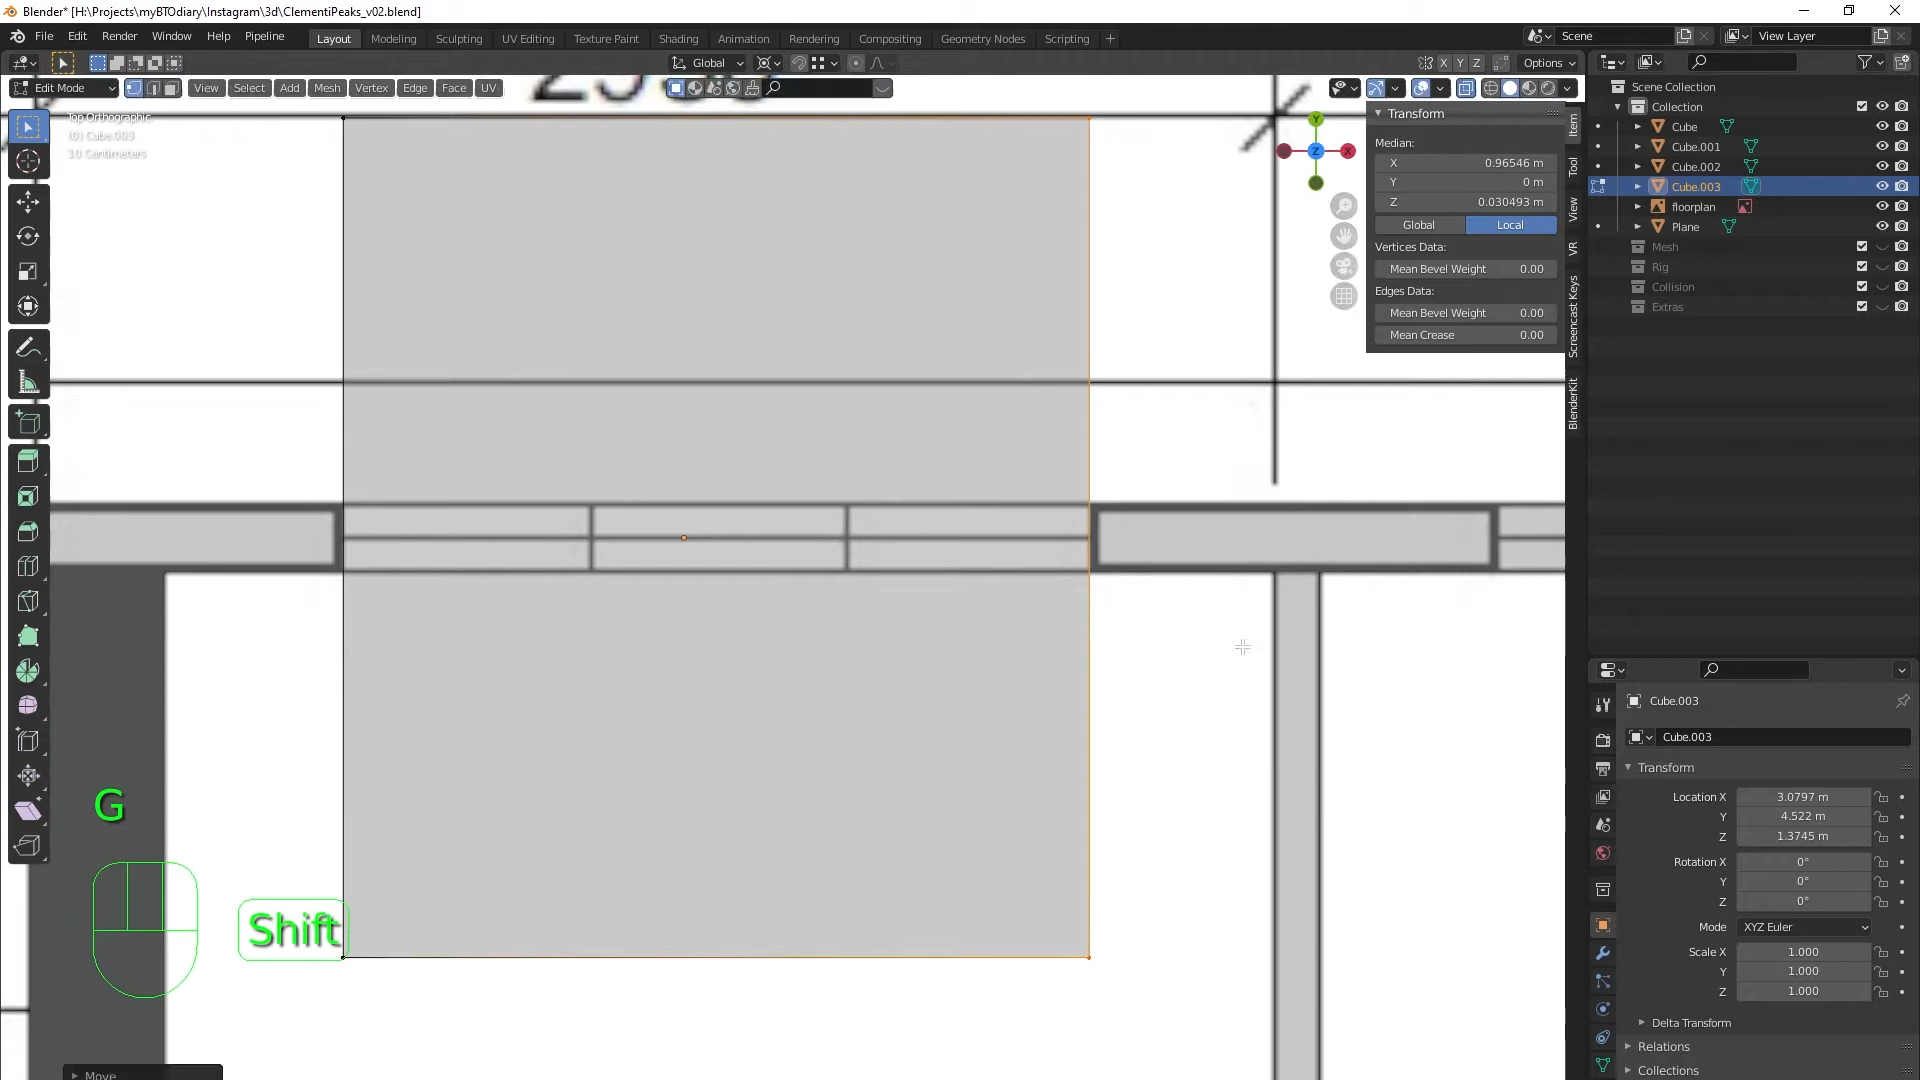 Blender* [H:\Projects\myBTOdiary\Instagram\3d\ClementiPeaks_v02.blend]
File Edit Render Window Help Pipeline
Layout Modeling Sculpting UV Editing Texture Paint Shading Animation Rendering Compositing Geometry Nodes Scripting +
Scene
View Layer
Global
X Y Z
Options
Edit Mode
View Select Add Mesh Vertex Edge Face UV
Top Orthographic
(0) Cube.003
10 Centimeters
Y
Z
X
Transform
Median:
X 0.96546 m
Y 0 m
Z 0.030493 m
Global Local
Vertices Data:
Mean Bevel Weight 0.00
Edges Data:
Mean Bevel Weight 0.00
Mean Crease 0.00
Item
Tool
View
VR
Screencast Keys
BlenderKit
Scene Collection
Collection
Cube
Cube.001
Cube.002
Cube.003
floorplan
Plane
Mesh
Rig
Collision
Extras
Cube.003
Cube.003
Transform
Location X 3.0797 m
Y 4.522 m
Z 1.3745 m
Rotation X 0°
Y 0°
Z 0°
Mode XYZ Euler
Scale X 1.000
Y 1.000
Z 1.000
Delta Transform
Relations
Collections
G
Shift
Move